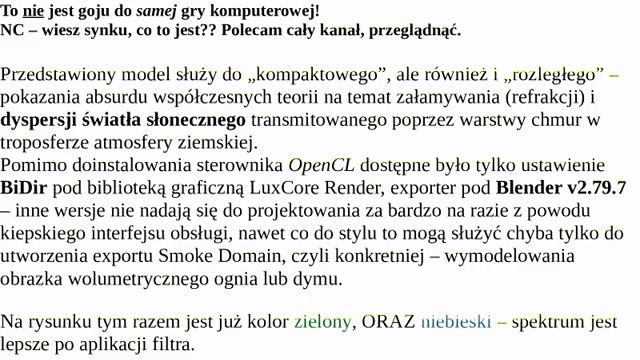 To nie jest goju do samej gry komputerowej!
NC – wiesz synku, co to jest?? Polecam cały kanał, przeglądnąć.
Przedstawiony model służy do „kompaktowego”, ale również i „rozległego” –
pokazania absurdu współczesnych teorii na temat załamywania (refrakcji) i
dyspersji światła słonecznego transmitowanego poprzez warstwy chmur w
troposferze atmosfery ziemskiej.
Pomimo doinstalowania sterownika OpenCL dostępne było tylko ustawienie
BiDir pod biblioteką graficzną LuxCore Render, exporter pod Blender v2.79.7
– inne wersje nie nadają się do projektowania za bardzo na razie z powodu
kiepskiego interfejsu obsługi, nawet co do stylu to mogą służyć chyba tylko do
utworzenia exportu Smoke Domain, czyli konkretniej – wymodelowania
obrazka wolumetrycznego ognia lub dymu.
Na rysunku tym razem jest już kolor zielony, ORAZ niebieski – spektrum jest
lepsze po aplikacji filtra.